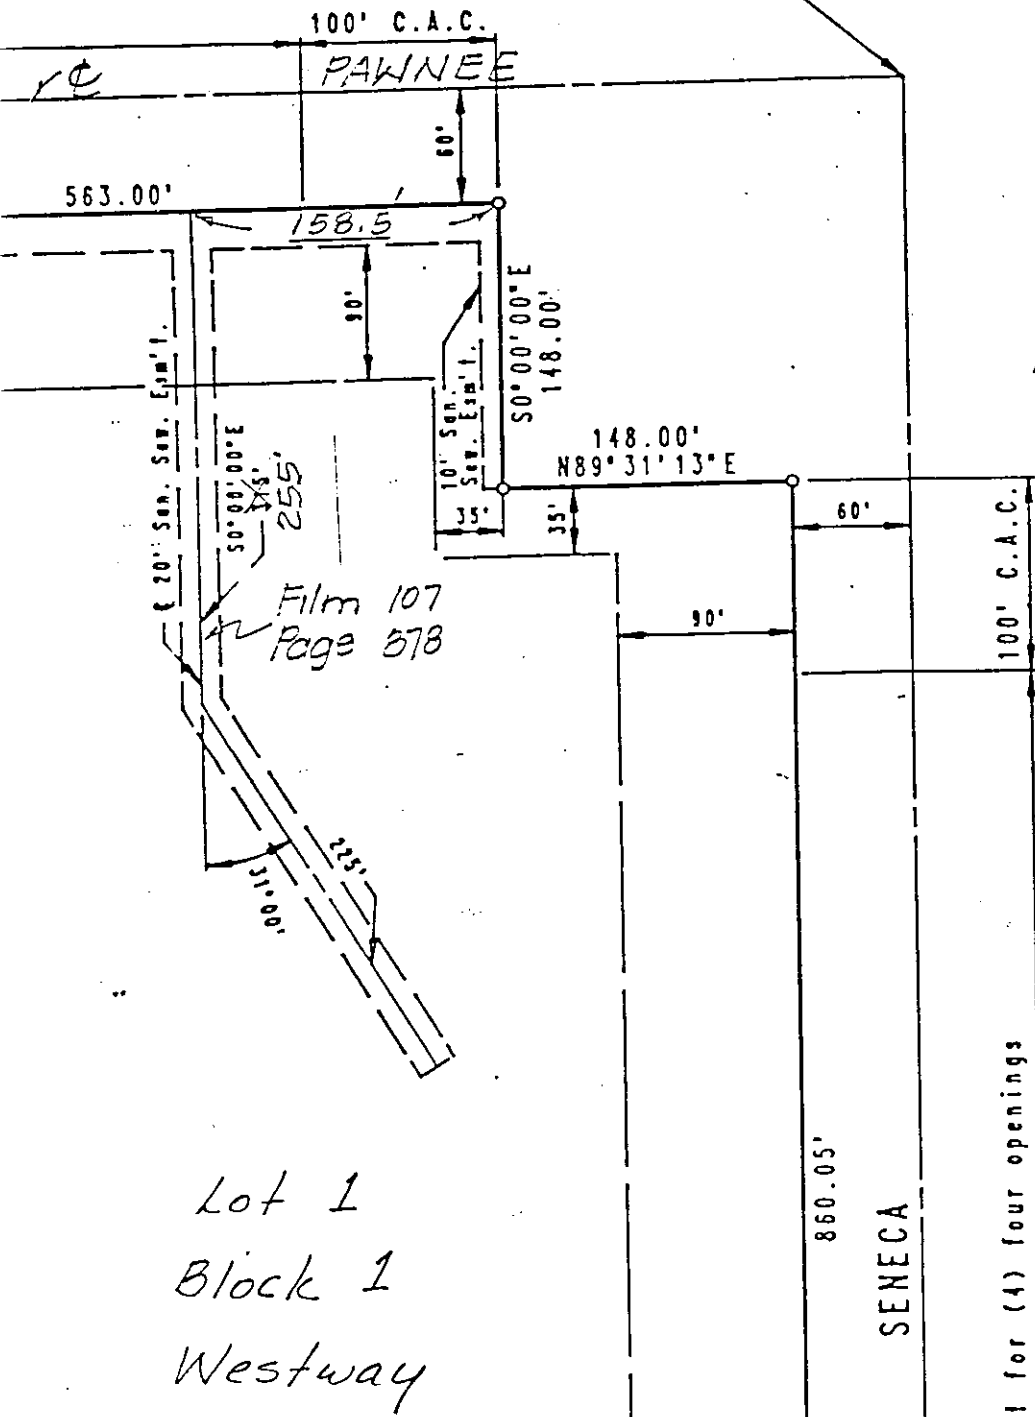 100' C.A.C.
℄ PAWNEE
60'
563.00'
158.5'
90'
S0°00'00"E
148.00'
10' San.
Sew. Esm't.
℄ 20' San. Sew. Esm't.
S0°00'00"E
255'
148.00'
N89°31'13"E
35'
35'
60'
100' C.A.C.
90'
Film 107
Page 578
31°00'
225'
860.05'
SENECA
for (4) four openings
Lot 1
Block 1
Westway